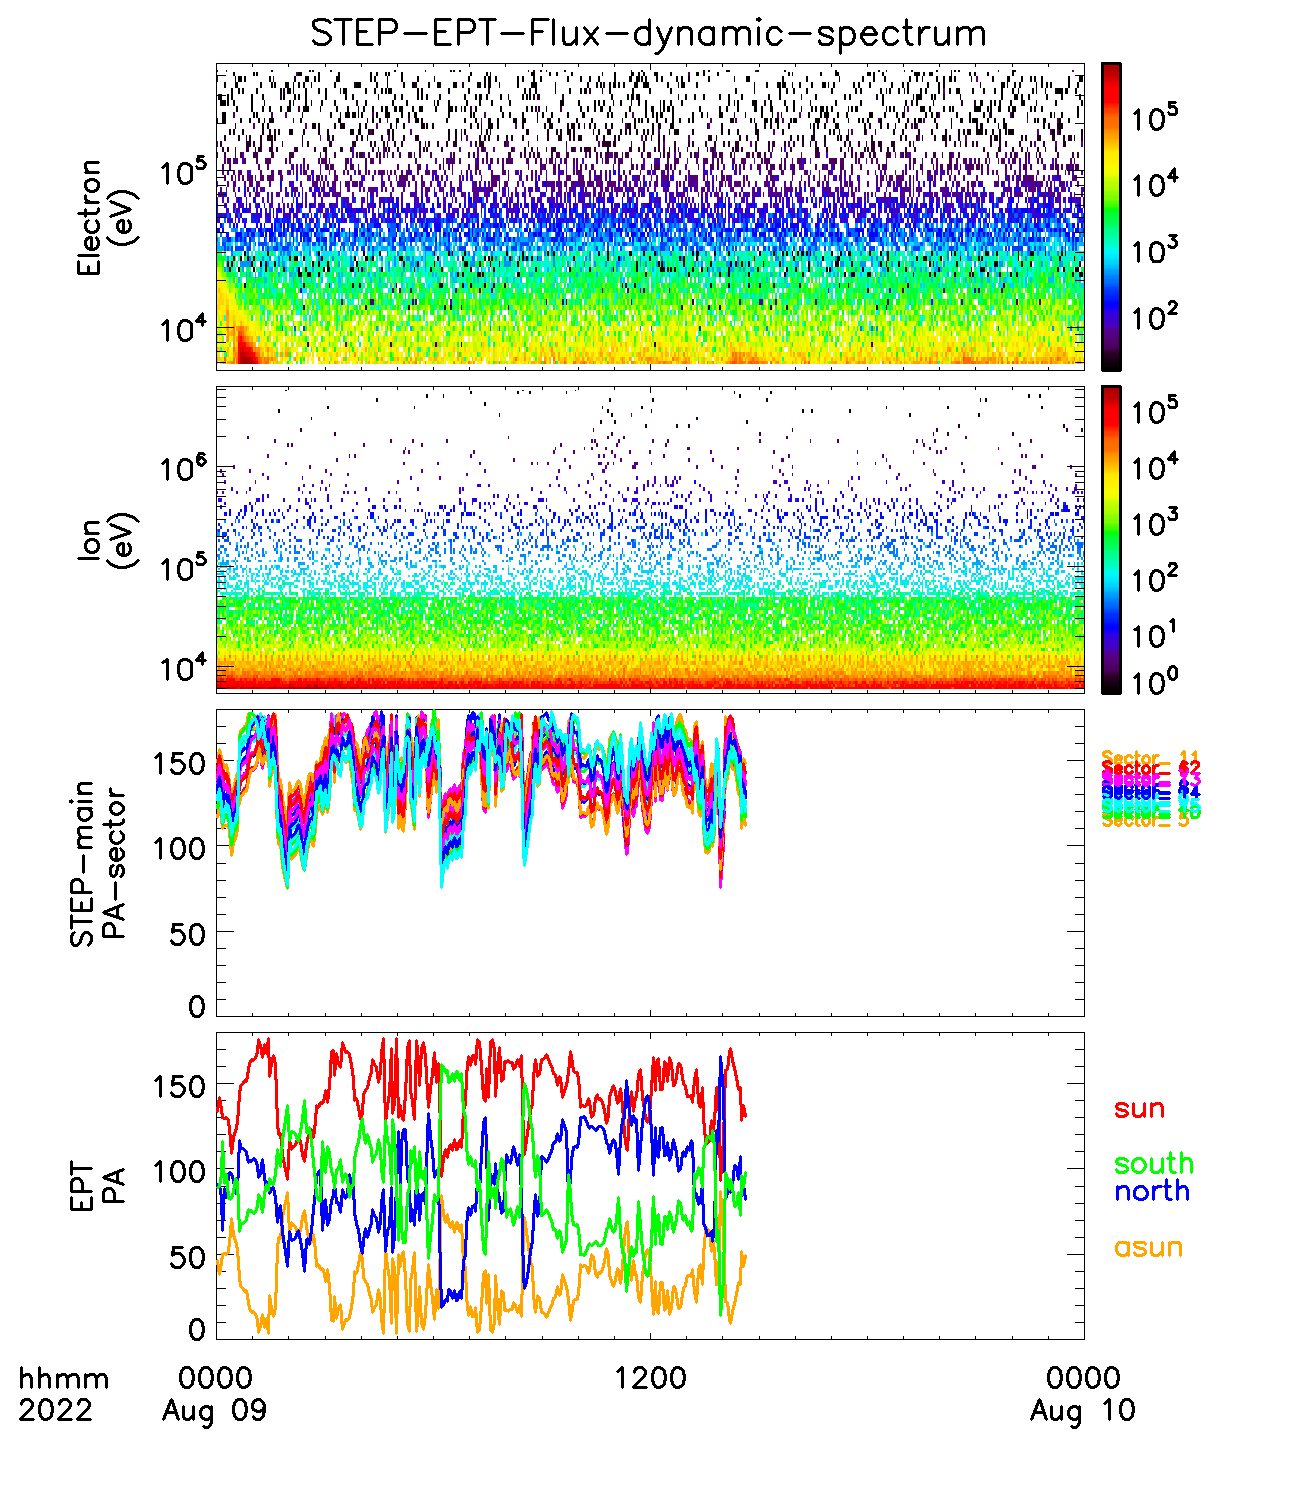 STEP-EPT-Flux-dynamic-spectrum
Electron
(eV)
10^5
10^4
10^5
10^4
10^3
10^2
Ion
(eV)
10^6
10^5
10^4
10^5
10^4
10^3
10^2
10^1
10^0
STEP-main
PA-sector
150
100
50
0
Sector_ 11
Sector_
Sector_
EPT
PA
150
100
50
0
sun
south
north
asun
hhmm 0000 1200 0000
2022 Aug 09 Aug 10